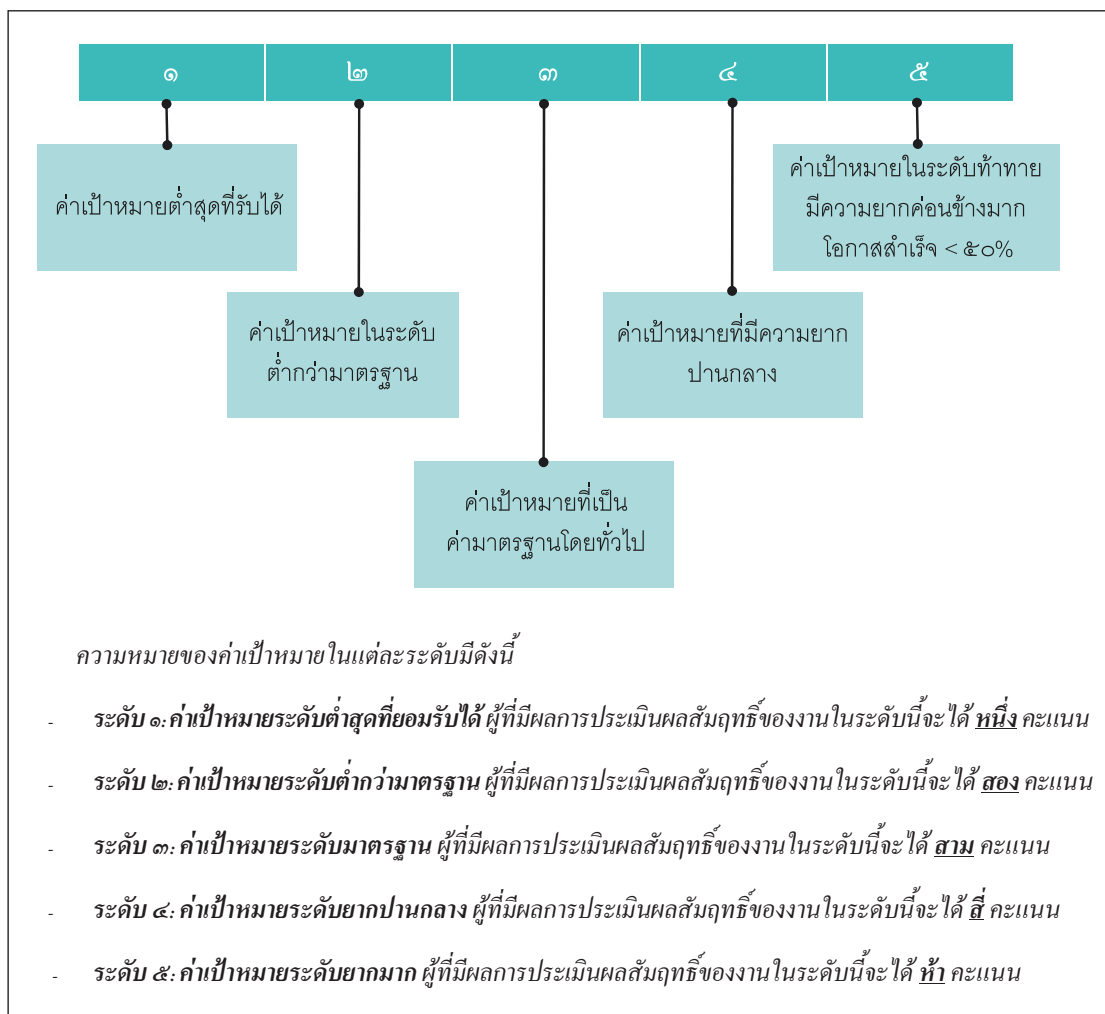 ๑ ๒ ๓ ๔ ๕
ค่าเป้าหมายต่ำสุดที่รับได้
ค่าเป้าหมายในระดับ
ต่ำกว่ามาตรฐาน
ค่าเป้าหมายที่เป็น
ค่ามาตรฐานโดยทั่วไป
ค่าเป้าหมายที่มีความยาก
ปานกลาง
ค่าเป้าหมายในระดับท้าทาย
มีความยากค่อนข้างมาก
โอกาสสำเร็จ < ๕๐%
ความหมายของค่าเป้าหมายในแต่ละระดับมีดังนี้
- ระดับ ๑: ค่าเป้าหมายระดับต่ำสุดที่ยอมรับได้ ผู้ที่มีผลการประเมินผลสัมฤทธิ์ของงานในระดับนี้จะได้ หนึ่ง คะแนน
- ระดับ ๒: ค่าเป้าหมายระดับต่ำกว่ามาตรฐาน ผู้ที่มีผลการประเมินผลสัมฤทธิ์ของงานในระดับนี้จะได้ สอง คะแนน
- ระดับ ๓: ค่าเป้าหมายระดับมาตรฐาน ผู้ที่มีผลการประเมินผลสัมฤทธิ์ของงานในระดับนี้จะได้ สาม คะแนน
- ระดับ ๔: ค่าเป้าหมายระดับยากปานกลาง ผู้ที่มีผลการประเมินผลสัมฤทธิ์ของงานในระดับนี้จะได้ สี่ คะแนน
- ระดับ ๕: ค่าเป้าหมายระดับยากมาก ผู้ที่มีผลการประเมินผลสัมฤทธิ์ของงานในระดับนี้จะได้ ห้า คะแนน